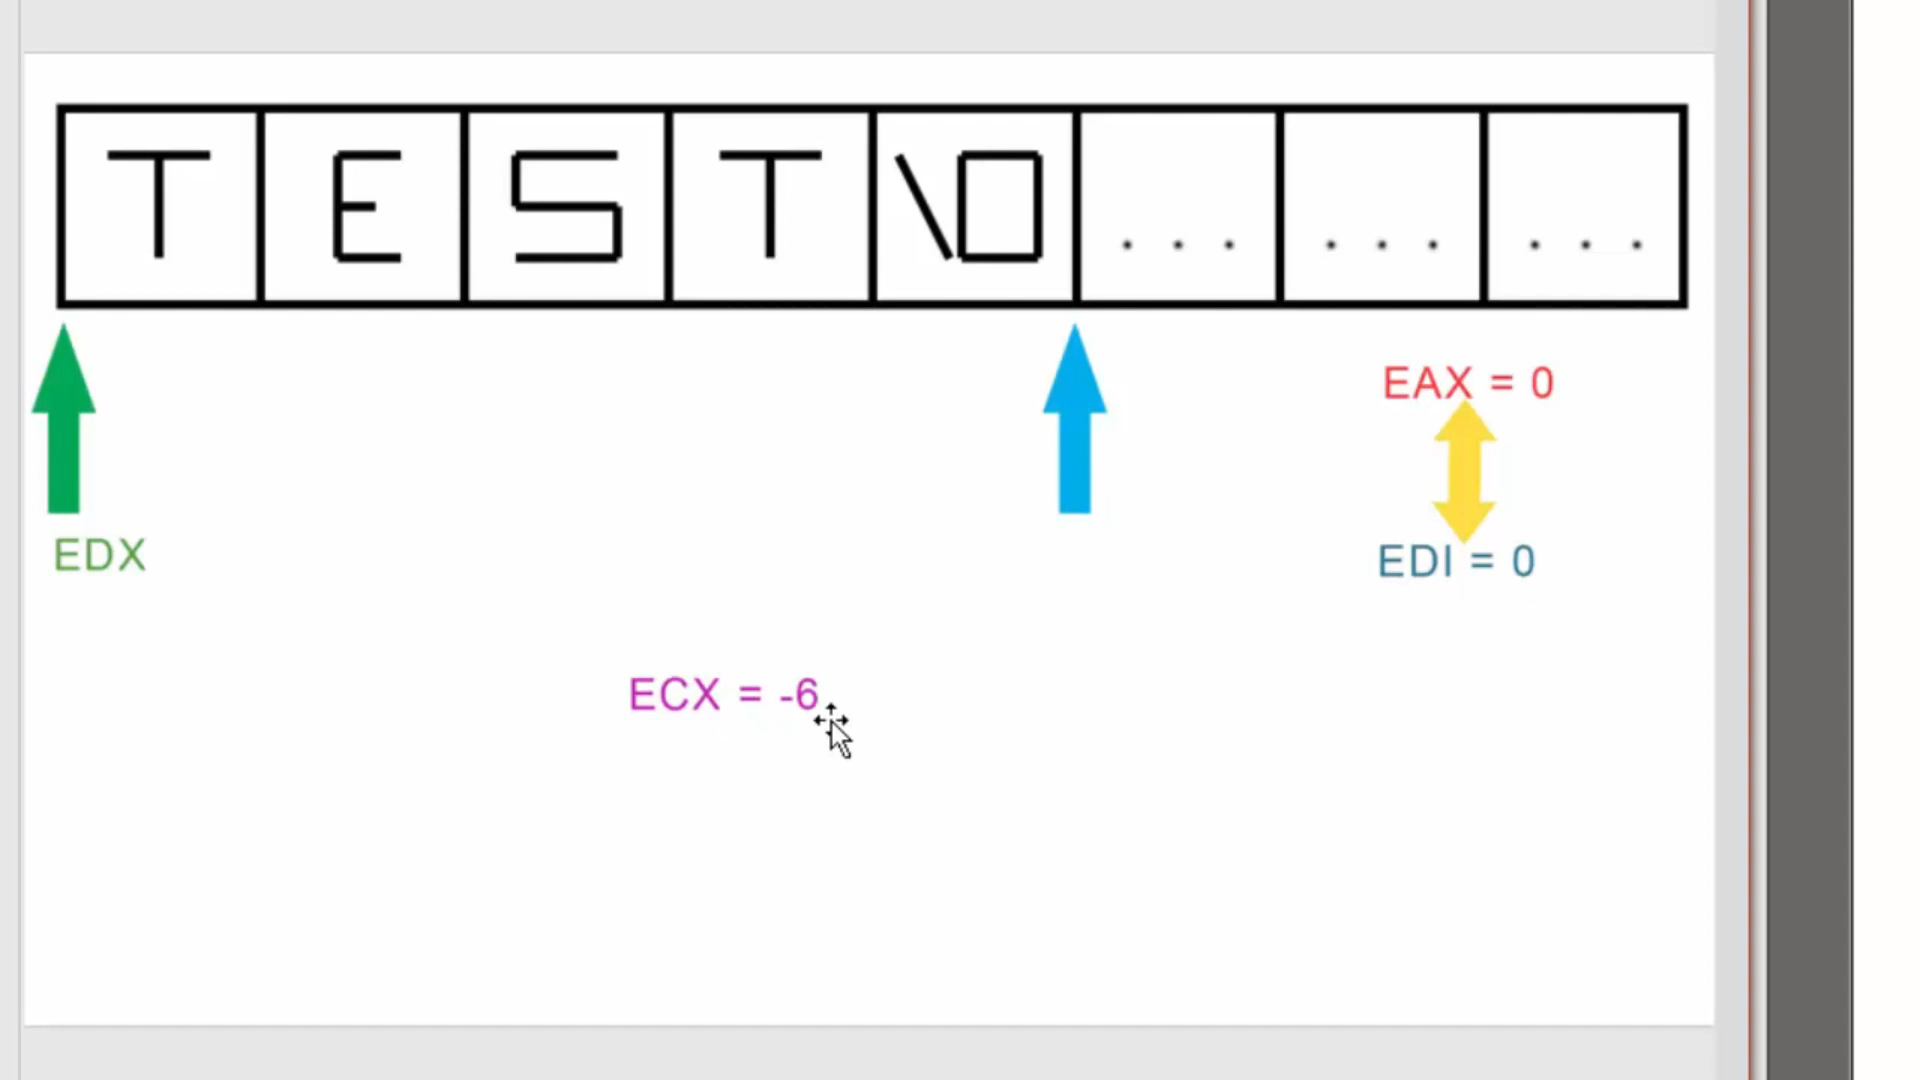 T E S T \0 ... ... ...
EAX = 0
EDX
EDI = 0
ECX = -6